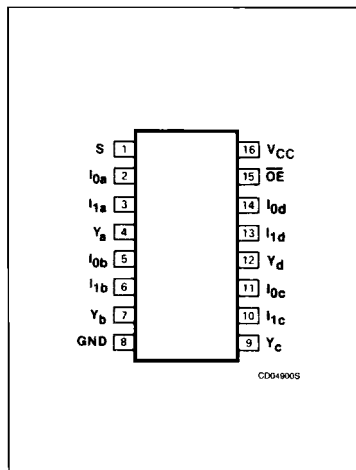 S 1 16 VCC
I0a 2 15 OE
I1a 3 14 I0d
Ya 4 13 I1d
I0b 5 12 Yd
I1b 6 11 I0c
Yb 7 10 I1c
GND 8 9 Yc
CD04900S